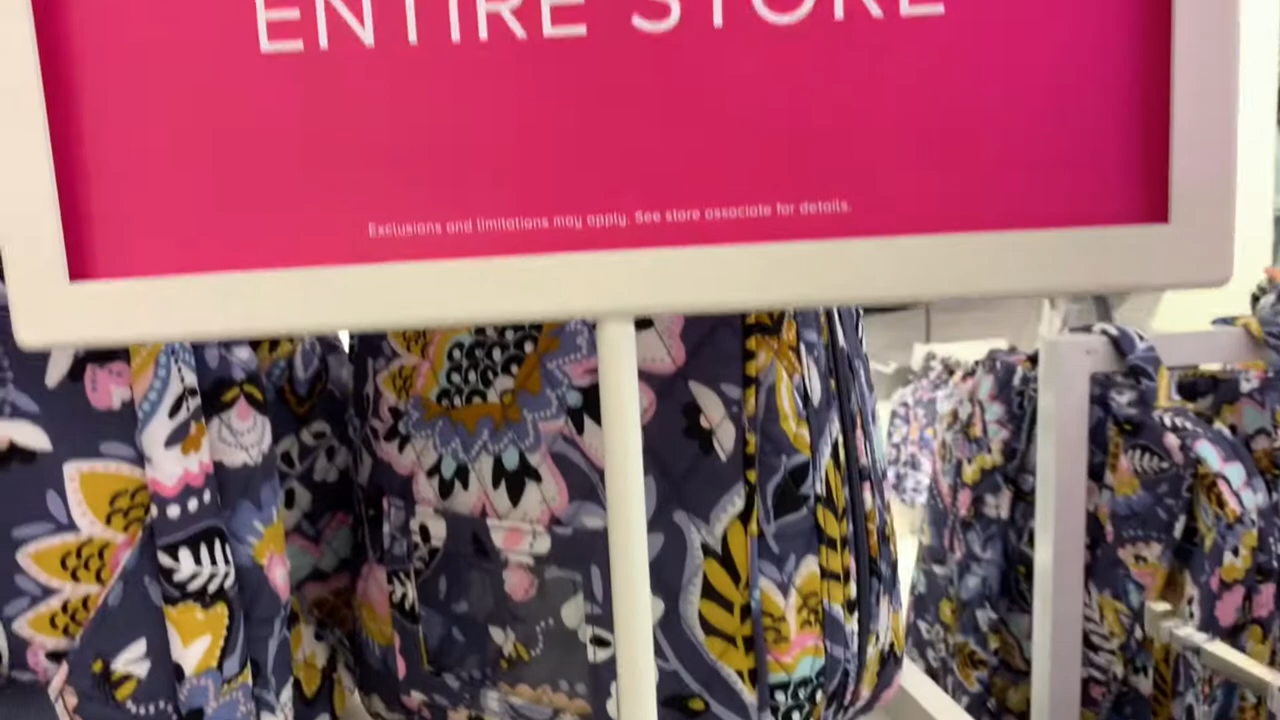 ENTIRE STORE
Exclusions and limitations may apply. See store associate for details.